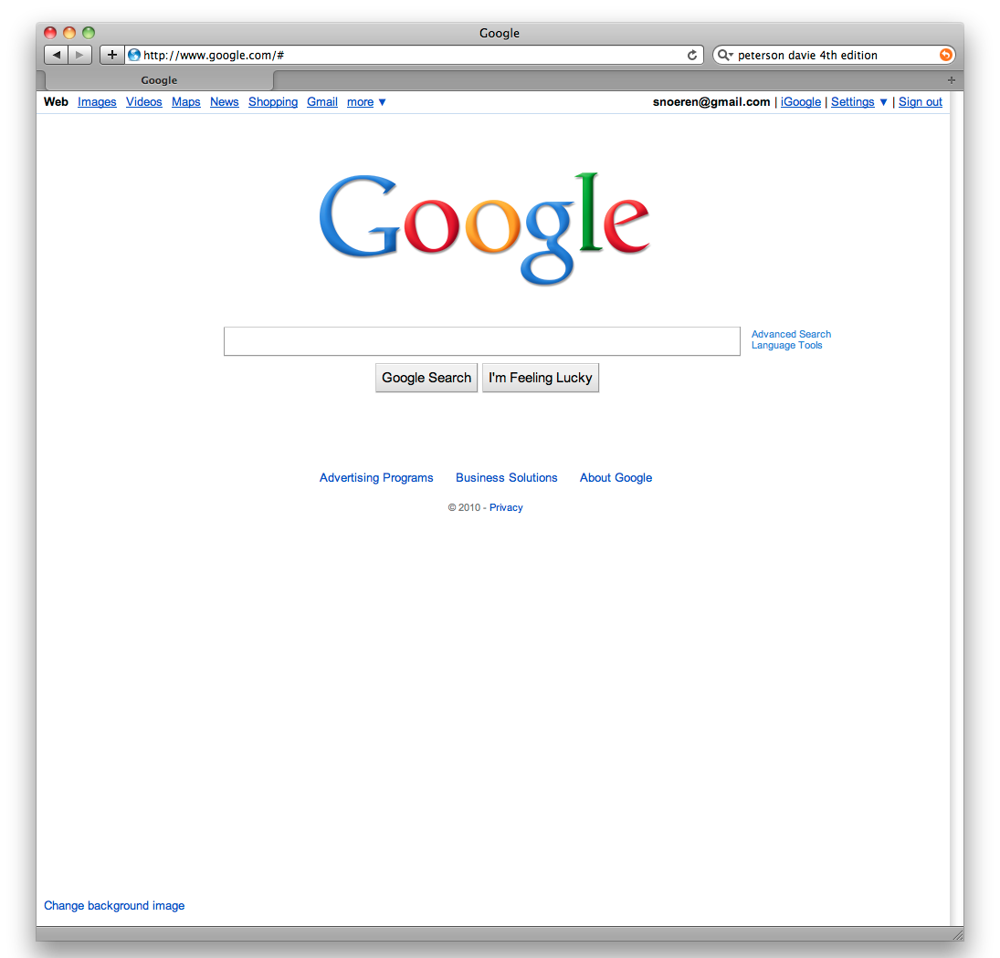 Google
http://www.google.com/# peterson davie 4th edition
Google
Web Images Videos Maps News Shopping Gmail more ▼ snoeren@gmail.com | iGoogle | Settings ▼ | Sign out
Google
Advanced Search
Language Tools
Google Search I'm Feeling Lucky
Advertising Programs Business Solutions About Google
© 2010 - Privacy
Change background image